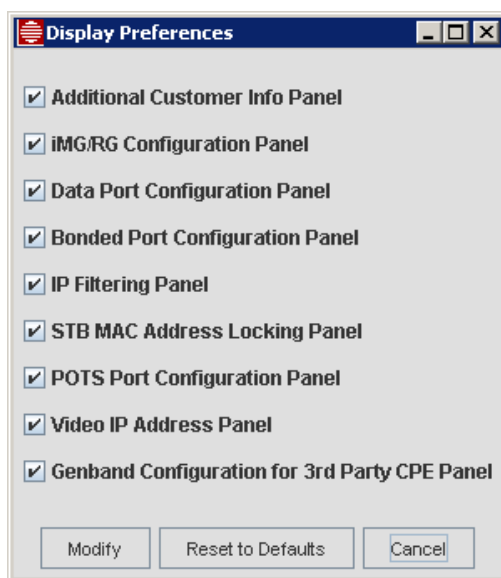 Display Preferences
Additional Customer Info Panel
iMG/RG Configuration Panel
Data Port Configuration Panel
Bonded Port Configuration Panel
IP Filtering Panel
STB MAC Address Locking Panel
POTS Port Configuration Panel
Video IP Address Panel
Genband Configuration for 3rd Party CPE Panel
Modify Reset to Defaults Cancel